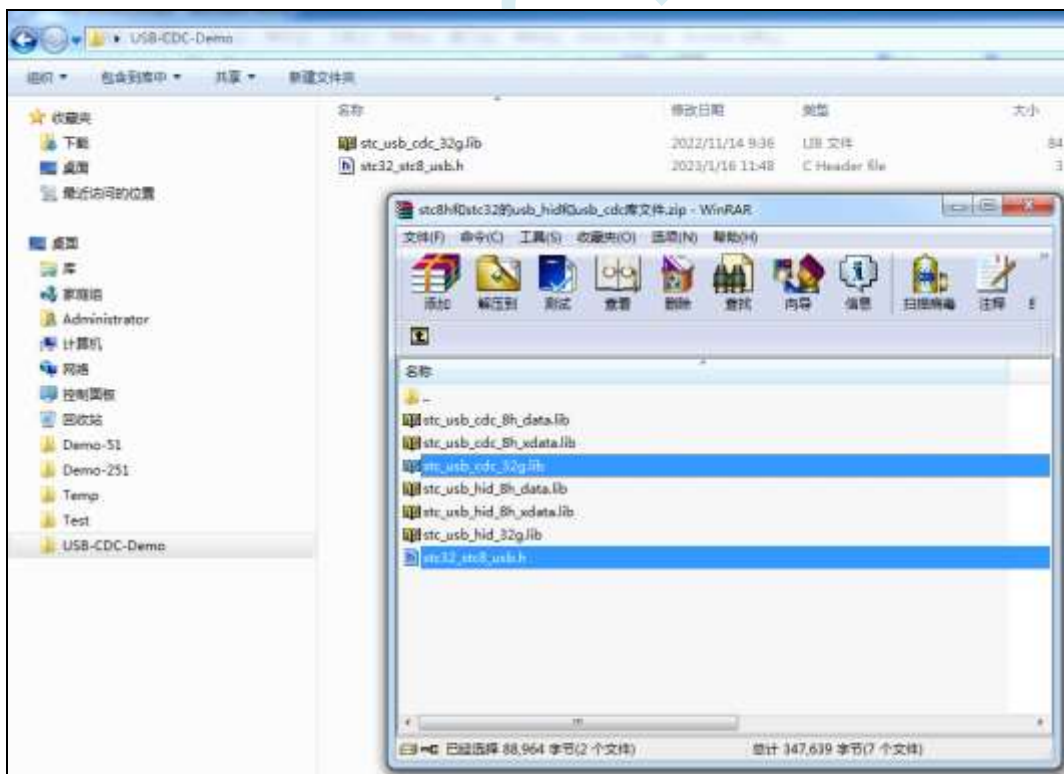 USB-CDC-Demo
组织 包含到库中 共享 新建文件夹
名称 修改日期 类型 大小
收藏夹
下载
桌面
最近访问的位置
stc_usb_cdc_32g.lib 2022/11/14 9:36 LIB 文件 84
stc32_stc8_usb.h 2023/1/16 11:48 C Header file 3
桌面
库
家庭组
Administrator
计算机
网络
控制面板
回收站
Demo-51
Demo-251
Temp
Test
USB-CDC-Demo
stc8h和stc32的usb_hid和usb_cdc库文件.zip - WinRAR
文件(F) 命令(C) 工具(S) 收藏夹(O) 选项(N) 帮助(H)
添加 解压到 测试 查看 删除 查找 向导 信息 扫描病毒 注释
名称
..
stc_usb_cdc_8h_data.lib
stc_usb_cdc_8h_xdata.lib
stc_usb_cdc_32g.lib
stc_usb_hid_8h_data.lib
stc_usb_hid_8h_xdata.lib
stc_usb_hid_32g.lib
stc32_stc8_usb.h
已经选择 88,964 字节(2 个文件) 总计 347,639 字节(7 个文件)